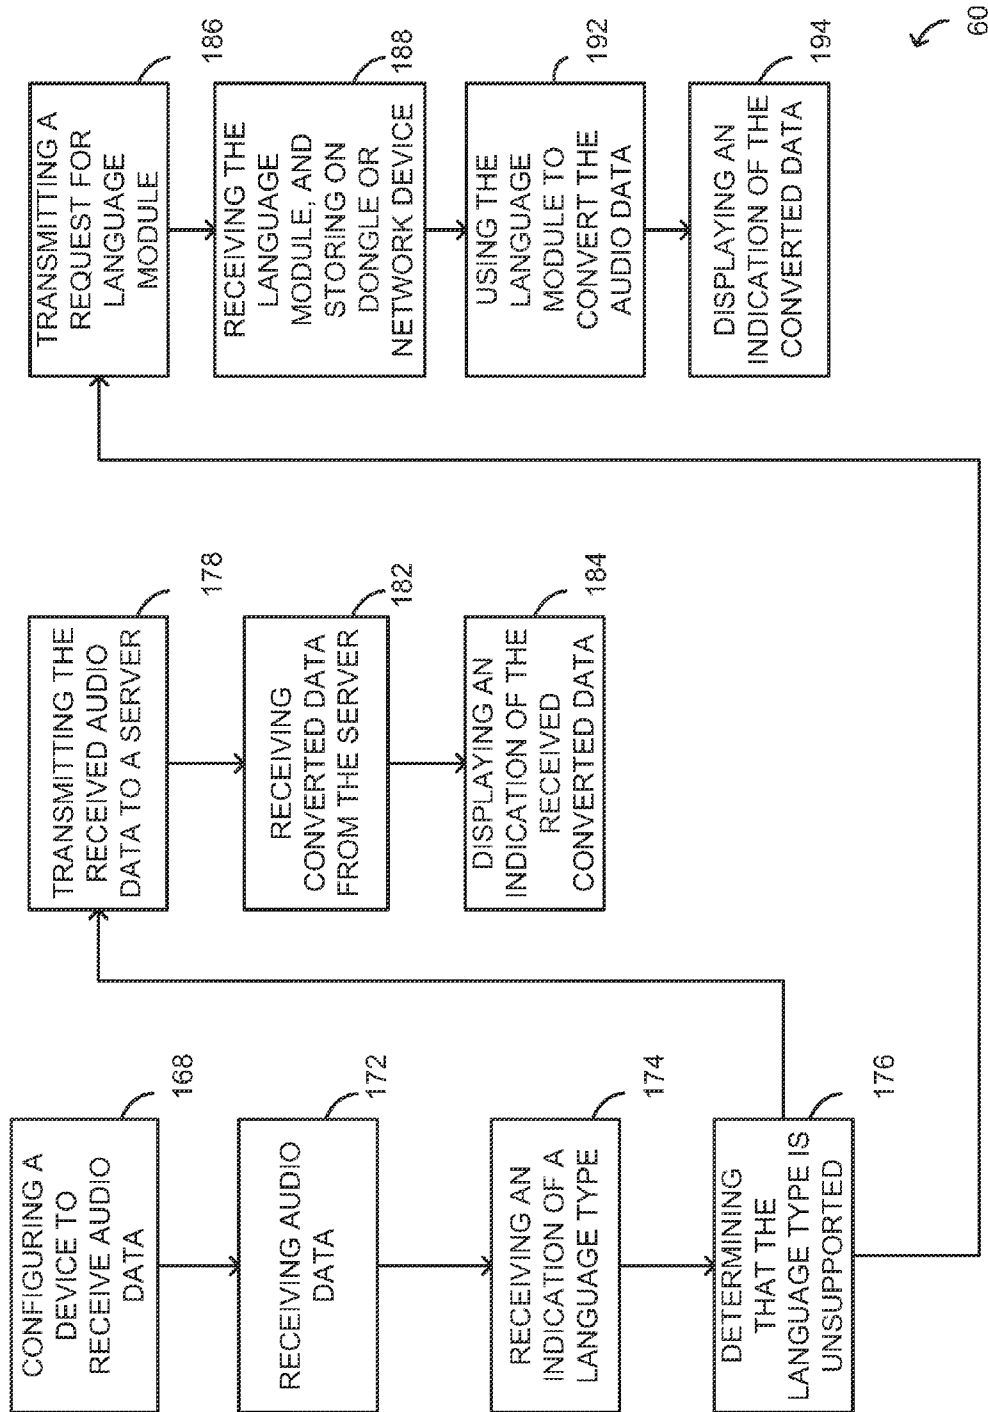 CONFIGURING A
DEVICE TO
RECEIVE AUDIO
DATA
168
RECEIVING AUDIO
DATA
172
RECEIVING AN
INDICATION OF A
LANGUAGE TYPE
174
DETERMINING
THAT THE
LANGUAGE TYPE IS
UNSUPPORTED
176
TRANSMITTING THE
RECEIVED AUDIO
DATA TO A SERVER
178
RECEIVING
CONVERTED DATA
FROM THE SERVER
182
DISPLAYING AN
INDICATION OF THE
RECEIVED
CONVERTED DATA
184
TRANSMITTING A
REQUEST FOR
LANGUAGE
MODULE
186
RECEIVING THE
LANGUAGE
MODULE, AND
STORING ON
DONGLE OR
NETWORK DEVICE
188
USING THE
LANGUAGE
MODULE TO
CONVERT THE
AUDIO DATA
192
DISPLAYING AN
INDICATION OF THE
CONVERTED DATA
194
60